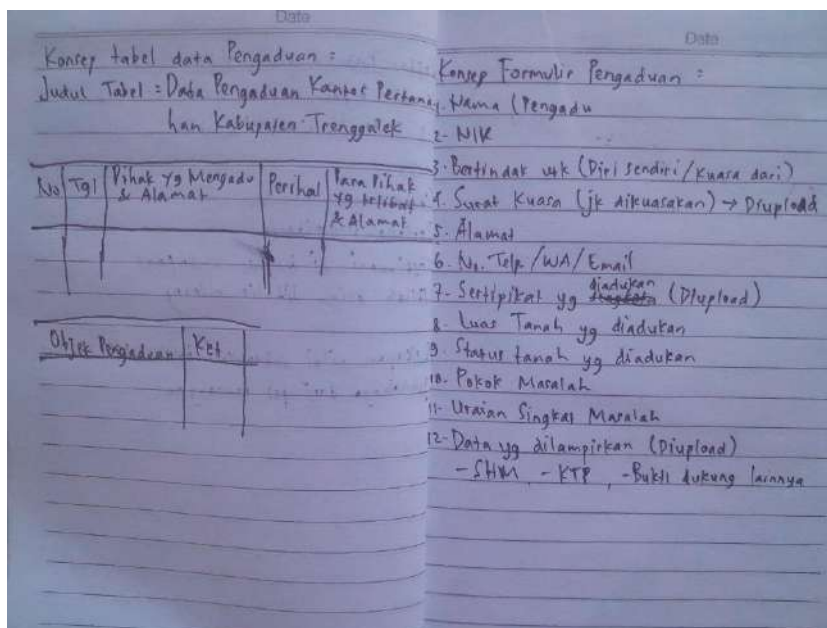 Data
Konsep tabel data Pengaduan :
Judul Tabel : Data Pengaduan Kantor Pertana
han Kabupaten Trenggalek
No
Tgl
Pihak yg Mengadu
& Alamat
Perihal
Para Pihak
yg terlibat
& Alamat
Objek Pengaduan
Ket
Data
Konsep Formulir Pengaduan :
1. Nama (Pengadu
2- NIK
3. Bertindak utk (Diri sendiri/Kuasa dari)
4. Surat Kuasa (jk dikuasakan) → Diupload
5. Alamat
6. No. Telp/WA/Email
7. Sertipikat yg diadukan (Diupload)
8. Luas Tanah yg diadukan
9. Status tanah yg diadukan
10. Pokok Masalah
11. Uraian Singkat Masalah
12- Data yg dilampirkan (Diupload)
- SHM, - KTP, - Bukti dukung lainnya